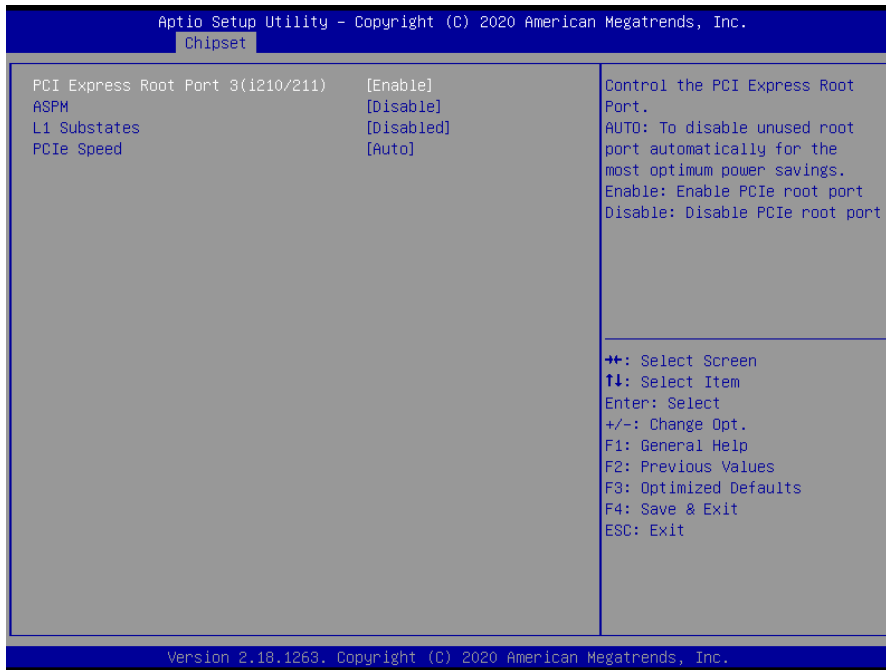 Aptio Setup Utility – Copyright (C) 2020 American Megatrends, Inc.
Chipset
PCI Express Root Port 3(i210/211) [Enable]
ASPM [Disable]
L1 Substates [Disabled]
PCIe Speed [Auto]
Control the PCI Express Root
Port.
AUTO: To disable unused root
port automatically for the
most optimum power savings.
Enable: Enable PCIe root port
Disable: Disable PCIe root port
→←: Select Screen
↑↓: Select Item
Enter: Select
+/-: Change Opt.
F1: General Help
F2: Previous Values
F3: Optimized Defaults
F4: Save & Exit
ESC: Exit
Version 2.18.1263. Copyright (C) 2020 American Megatrends, Inc.